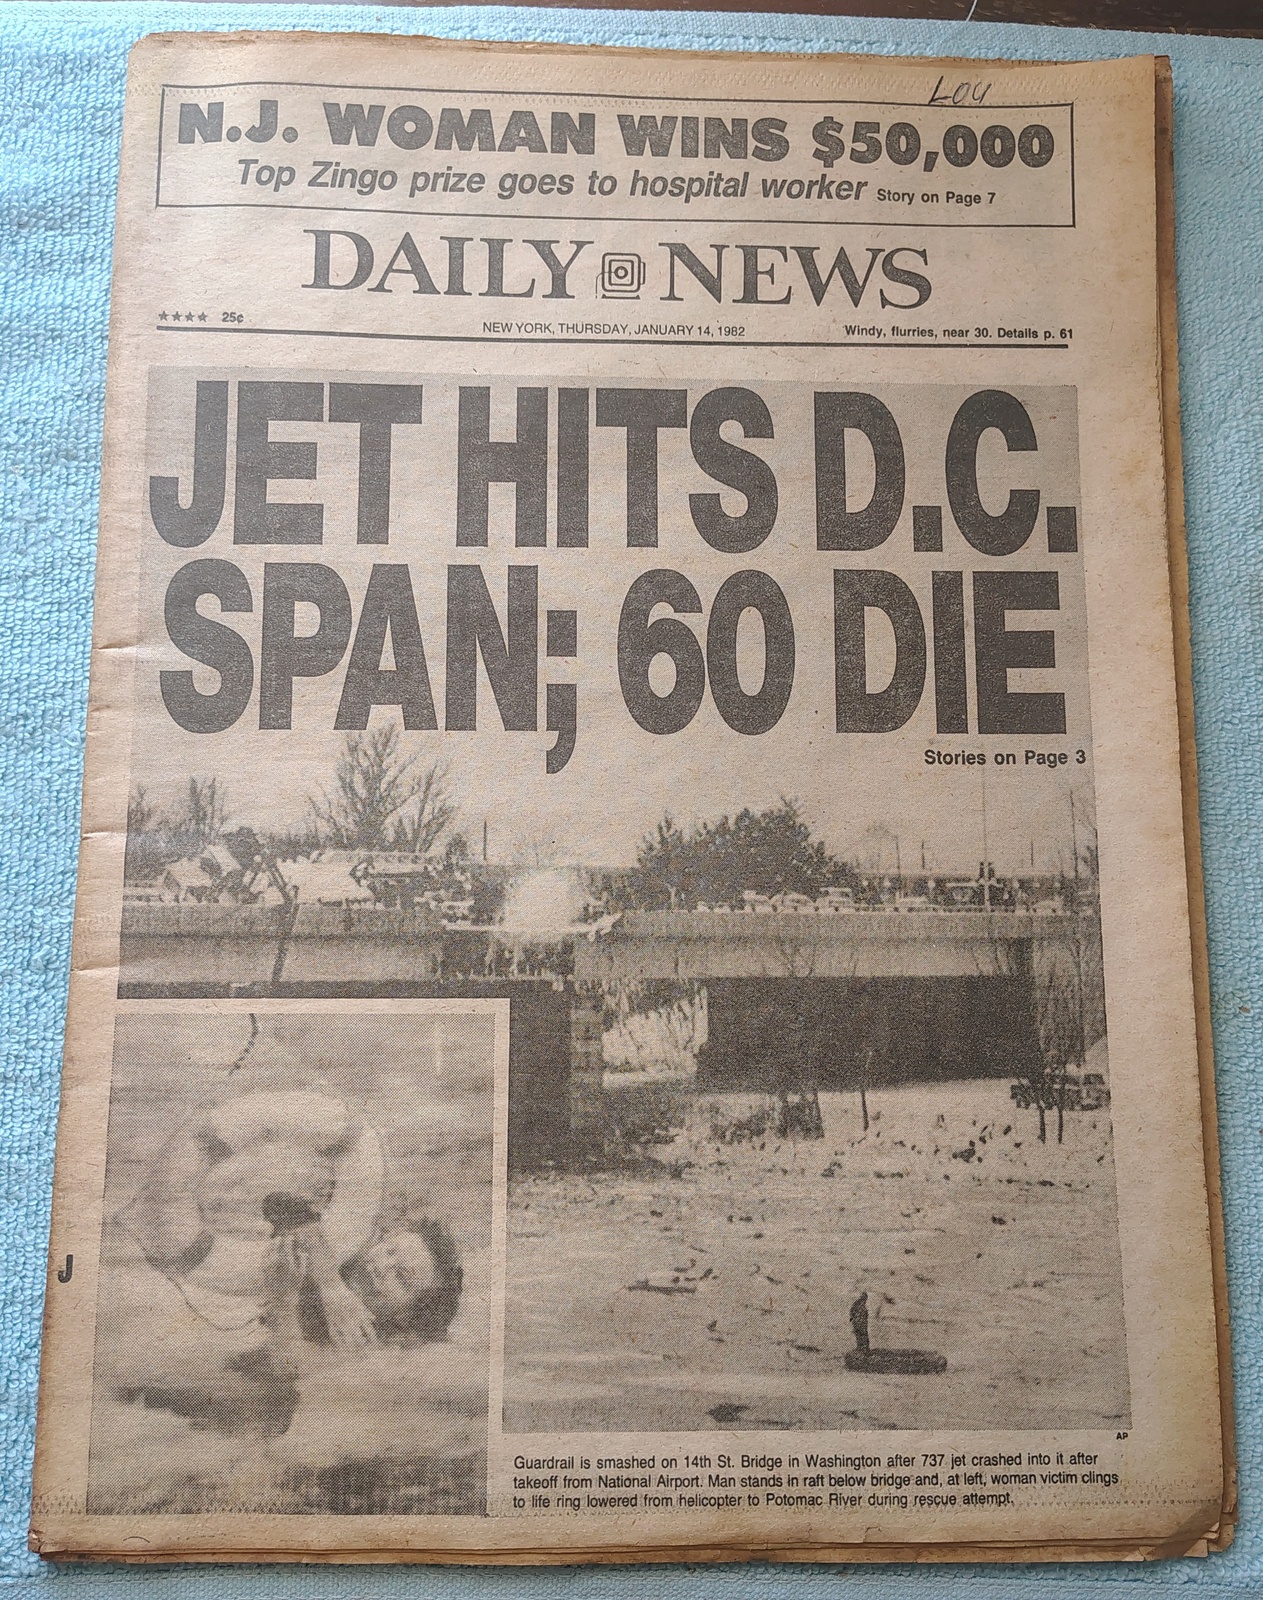 LOU
N.J. WOMAN WINS $50,000
Top Zingo prize goes to hospital worker Story on Page 7
DAILY NEWS
★★★★ 25¢
NEW YORK, THURSDAY, JANUARY 14, 1982
Windy, flurries, near 30. Details p. 61
JET HITS D.C.
SPAN; 60 DIE
Stories on Page 3
J
AP
Guardrail is smashed on 14th St. Bridge in Washington after 737 jet crashed into it after
takeoff from National Airport. Man stands in raft below bridge and, at left, woman victim clings
to life ring lowered from helicopter to Potomac River during rescue attempt.